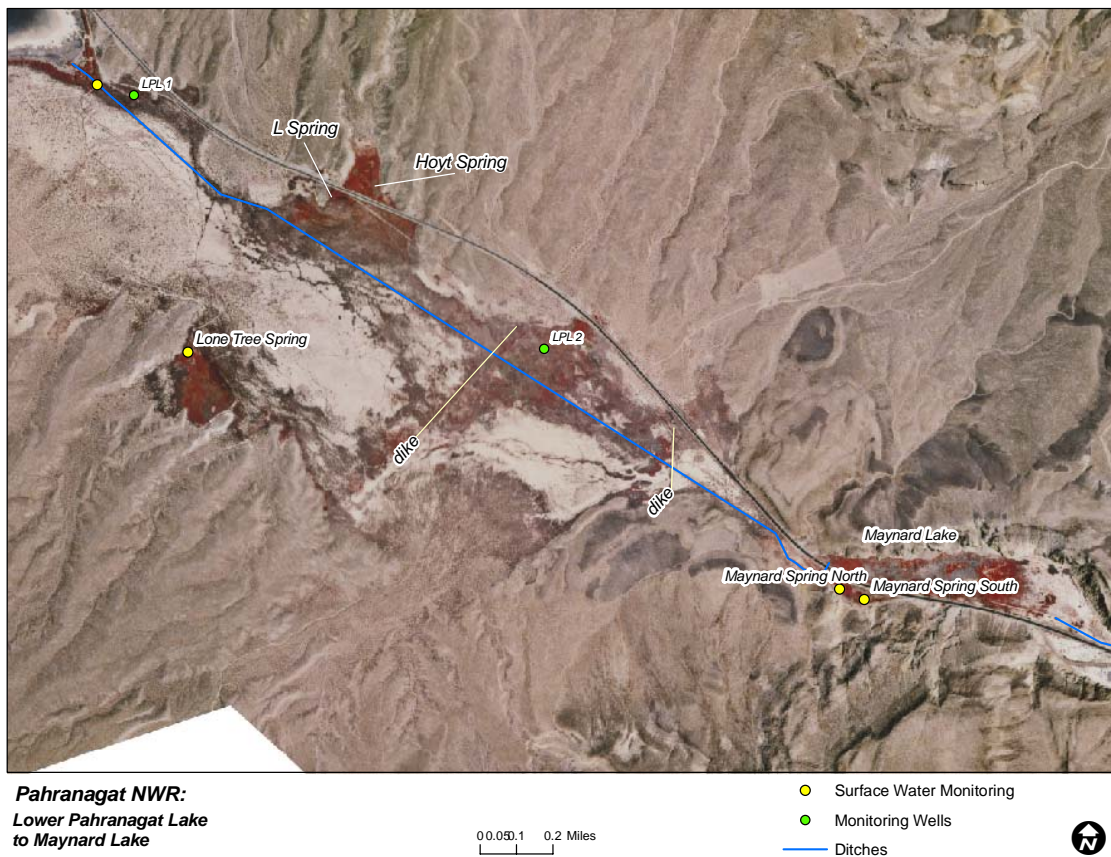 LPL 1
L Spring
Hoyt Spring
Lone Tree Spring
LPL 2
dike
dike
Maynard Lake
Maynard Spring North
Maynard Spring South
Pahranagat NWR:
Lower Pahranagat Lake
to Maynard Lake
0 0.05 0.1 0.2 Miles
Surface Water Monitoring
Monitoring Wells
Ditches
N